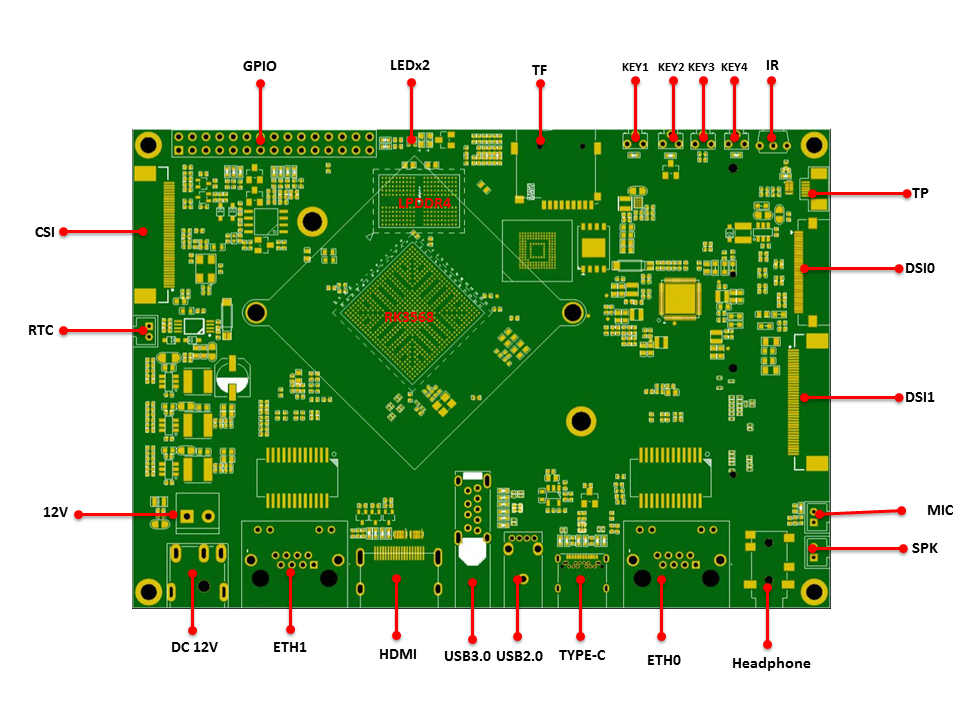 GPIO
LEDx2
TF
KEY1
KEY2
KEY3
KEY4
IR
TP
LPDDR4
CSI
DSI0
RK3568
RTC
DSI1
12V
MIC
SPK
DC 12V
ETH1
HDMI
USB3.0
USB2.0
TYPE-C
ETH0
Headphone